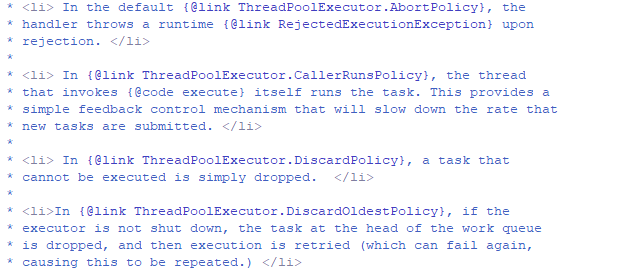 * <li> In the default {@link ThreadPoolExecutor.AbortPolicy}, the
* handler throws a runtime {@link RejectedExecutionException} upon
* rejection. </li>
*
* <li> In {@link ThreadPoolExecutor.CallerRunsPolicy}, the thread
* that invokes {@code execute} itself runs the task. This provides a
* simple feedback control mechanism that will slow down the rate that
* new tasks are submitted. </li>
*
* <li> In {@link ThreadPoolExecutor.DiscardPolicy}, a task that
* cannot be executed is simply dropped.  </li>
*
* <li>In {@link ThreadPoolExecutor.DiscardOldestPolicy}, if the
* executor is not shut down, the task at the head of the work queue
* is dropped, and then execution is retried (which can fail again,
* causing this to be repeated.) </li>